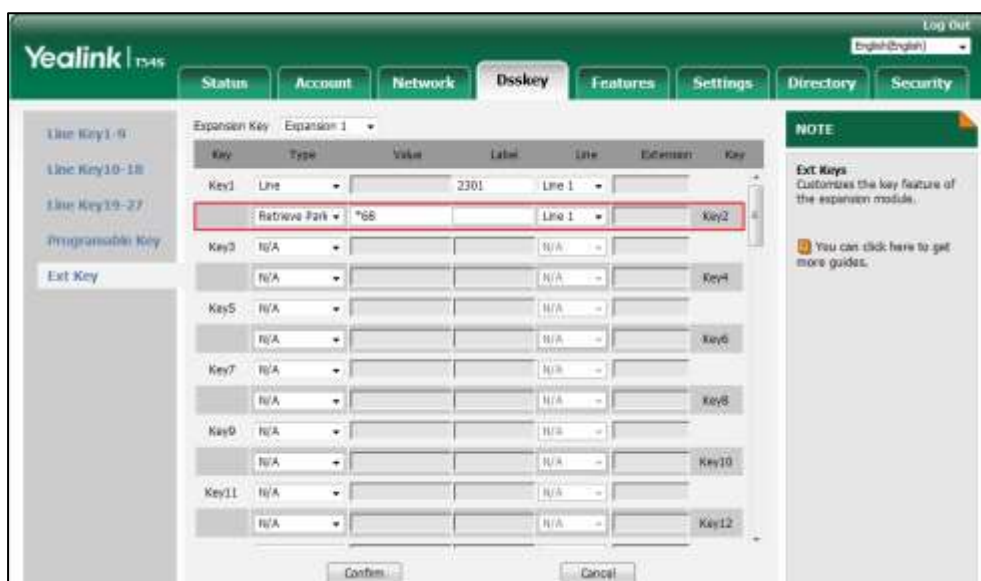 Log Out
Yealink T54S
English(English)
Status Account Network Dsskey Features Settings Directory Security
Line Key1-9
Line Key10-18
Line Key19-27
Programable Key
Ext Key
Expansion Key Expansion 1
Key Type Value Label Line Extension Key
Key1 Line 2301 Line 1
Retrieve Park *68 Line 1 Key2
Key3 N/A N/A
N/A N/A Key4
Key5 N/A N/A
N/A N/A Key6
Key7 N/A N/A
N/A N/A Key8
Key9 N/A N/A
N/A N/A Key10
Key11 N/A N/A
N/A N/A Key12
Confirm Cancel
NOTE
Ext Keys
Customizes the key feature of
the expansion module.
You can click here to get
more guides.